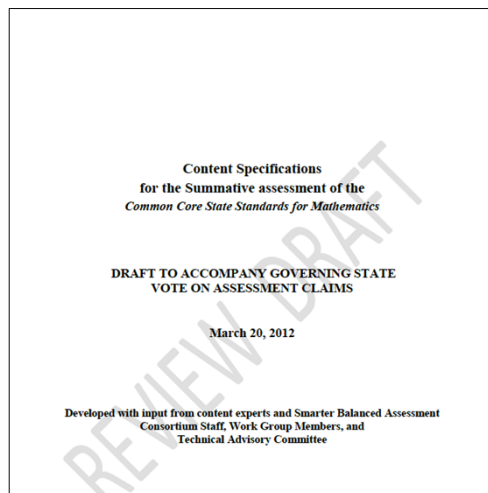 Content Specifications
for the Summative assessment of the
Common Core State Standards for Mathematics
DRAFT TO ACCOMPANY GOVERNING STATE
VOTE ON ASSESSMENT CLAIMS
March 20, 2012
Developed with input from content experts and Smarter Balanced Assessment
Consortium Staff, Work Group Members, and
Technical Advisory Committee
REVIEW DRAFT